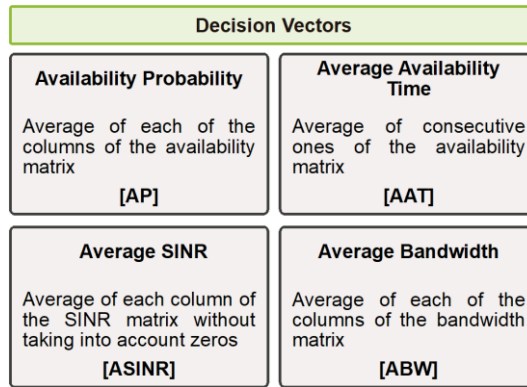 Decision Vectors
Availability Probability
Average of each of the
columns of the availability
matrix
[AP]
Average Availability
Time
Average of consecutive
ones of the availability
matrix
[AAT]
Average SINR
Average of each column of
the SINR matrix without
taking into account zeros
[ASINR]
Average Bandwidth
Average of each of the
columns of the bandwidth
matrix
[ABW]